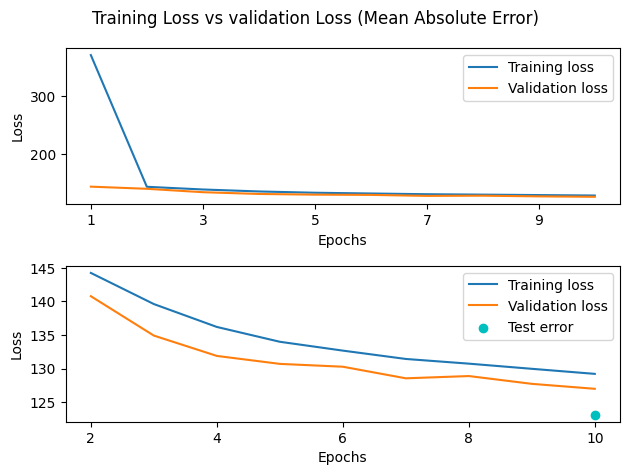 Training Loss vs validation Loss (Mean Absolute Error)
Training loss
Validation loss
300
200
Loss
1 3 5 7 9
Epochs
Training loss
Validation loss
Test error
145
140
135
130
125
Loss
2 4 6 8 10
Epochs